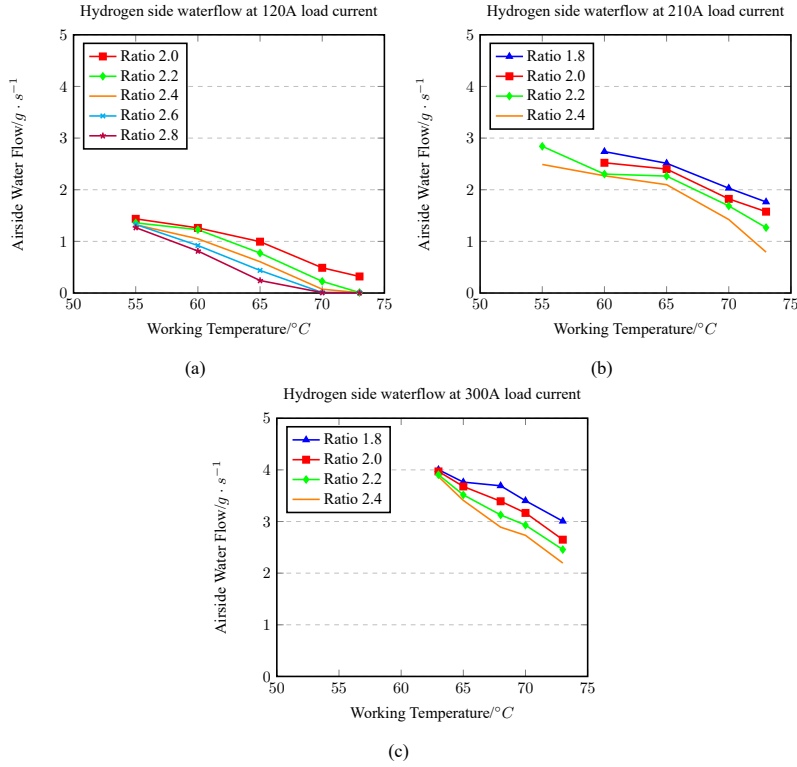 Hydrogen side waterflow at 120A load current
5
4
3
2
1
0
50
55
60
65
70
75
Airside Water Flow/g · s⁻¹
Working Temperature/°C
Ratio 2.0
Ratio 2.2
Ratio 2.4
Ratio 2.6
Ratio 2.8
(a)
Hydrogen side waterflow at 210A load current
5
4
3
2
1
0
50
55
60
65
70
75
Airside Water Flow/g · s⁻¹
Working Temperature/°C
Ratio 1.8
Ratio 2.0
Ratio 2.2
Ratio 2.4
(b)
Hydrogen side waterflow at 300A load current
5
4
3
2
1
0
50
55
60
65
70
75
Airside Water Flow/g · s⁻¹
Working Temperature/°C
Ratio 1.8
Ratio 2.0
Ratio 2.2
Ratio 2.4
(c)